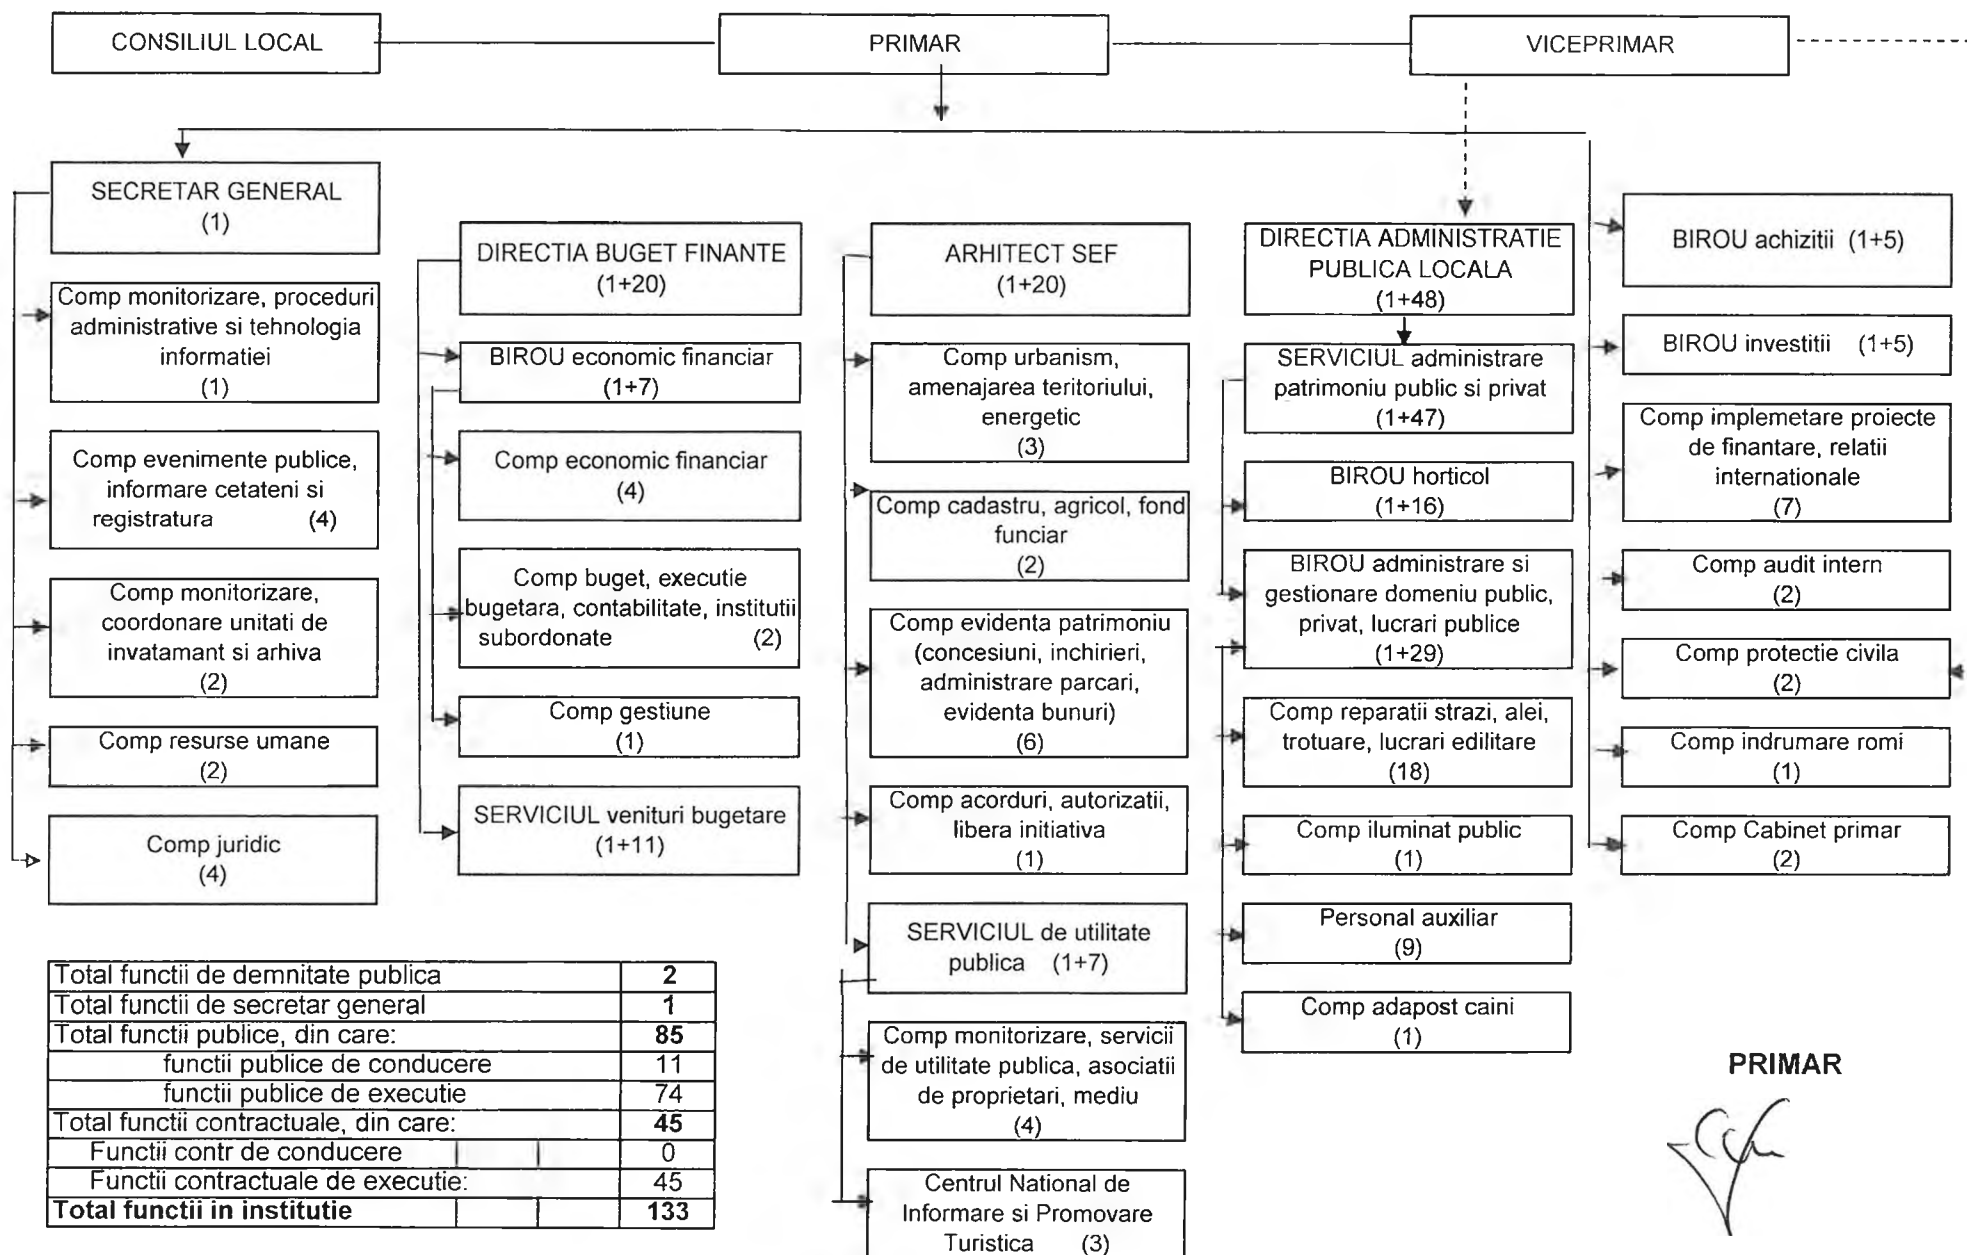 CONSILIUL LOCAL
PRIMAR
VICEPRIMAR
SECRETAR GENERAL
(1)
Comp monitorizare, proceduri
administrative si tehnologia
informatiei
(1)
Comp evenimente publice,
informare cetateni si
registratura (4)
Comp monitorizare,
coordonare unitati de
invatamant si arhiva
(2)
Comp resurse umane
(2)
Comp juridic
(4)
DIRECTIA BUGET FINANTE
(1+20)
BIROU economic financiar
(1+7)
Comp economic financiar
(4)
Comp buget, executie
bugetara, contabilitate, institutii
subordonate (2)
Comp gestiune
(1)
SERVICIUL venituri bugetare
(1+11)
ARHITECT SEF
(1+20)
Comp urbanism,
amenajarea teritoriului,
energetic
(3)
Comp cadastru, agricol, fond
funciar
(2)
Comp evidenta patrimoniu
(concesiuni, inchirieri,
administrare parcari,
evidenta bunuri)
(6)
Comp acorduri, autorizatii,
libera initiativa
(1)
SERVICIUL de utilitate
publica (1+7)
Comp monitorizare, servicii
de utilitate publica, asociatii
de proprietari, mediu
(4)
Centrul National de
Informare si Promovare
Turistica (3)
DIRECTIA ADMINISTRATIE
PUBLICA LOCALA
(1+48)
SERVICIUL administrare
patrimoniu public si privat
(1+47)
BIROU horticol
(1+16)
BIROU administrare si
gestionare domeniu public,
privat, lucrari publice
(1+29)
Comp reparatii strazi, alei,
trotuare, lucrari edilitare
(18)
Comp iluminat public
(1)
Personal auxiliar
(9)
Comp adapost caini
(1)
BIROU achizitii (1+5)
BIROU investitii (1+5)
Comp implemetare proiecte
de finantare, relatii
internationale
(7)
Comp audit intern
(2)
Comp protectie civila
(2)
Comp indrumare romi
(1)
Comp Cabinet primar
(2)
Total functii de demnitate publica 2
Total functii de secretar general 1
Total functii publice, din care: 85
functii publice de conducere 11
functii publice de executie 74
Total functii contractuale, din care: 45
Functii contr de conducere 0
Functii contractuale de executie: 45
Total functii in institutie 133
PRIMAR